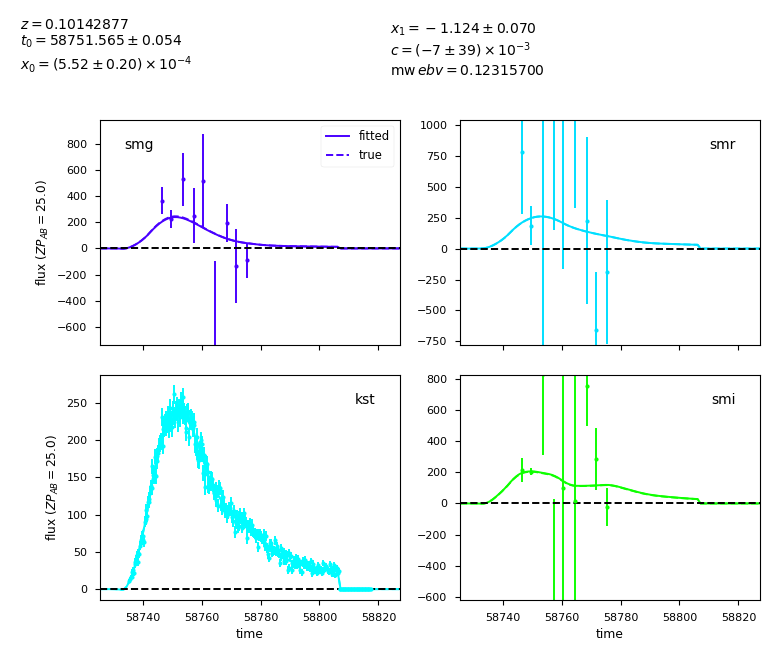 z = 0.10142877
t₀ = 58751.565 ± 0.054
x₀ = (5.52 ± 0.20) × 10⁻⁴
x₁ = −1.124 ± 0.070
c = (−7 ± 39) × 10⁻³
mw ebv = 0.12315700
smg
fitted
true
800
600
400
200
0
−200
−400
−600
flux (ZP_AB = 25.0)
smr
1000
750
500
250
0
−250
−500
−750
kst
250
200
150
100
50
0
flux (ZP_AB = 25.0)
58740 58760 58780 58800 58820
time
smi
800
600
400
200
0
−200
−400
−600
58740 58760 58780 58800 58820
time